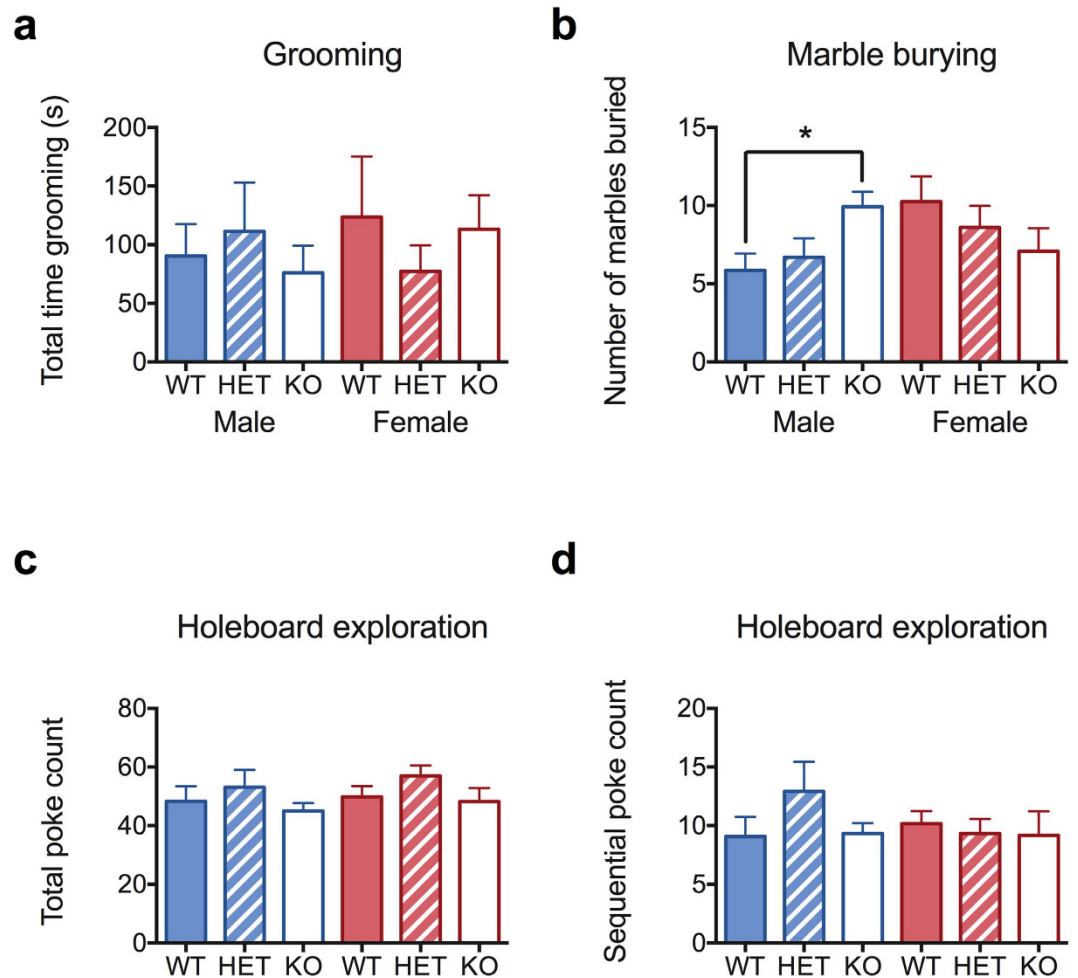 a
Grooming
Total time grooming (s)
200
150
100
50
0
WT HET KO WT HET KO
Male Female
b
Marble burying
Number of marbles buried
15
10
5
0
*
WT HET KO WT HET KO
Male Female
c
Holeboard exploration
Total poke count
80
60
40
20
0
WT HET KO WT HET KO
d
Holeboard exploration
Sequential poke count
20
15
10
5
0
WT HET KO WT HET KO